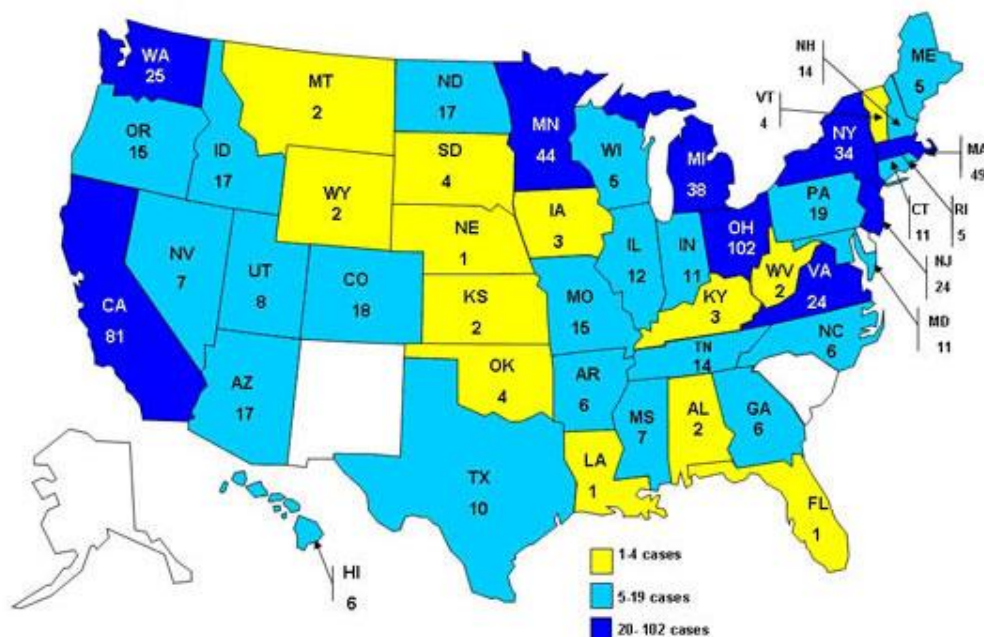 WA
25
MT
2
ND
17
MN
44
OR
15
ID
17
WY
2
SD
4
WI
5
MI
38
NY
34
NH
14
VT
4
ME
5
MA
49
RI
5
CT
11
NJ
24
MD
11
PA
19
NE
1
IA
3
IL
12
IN
11
OH
102
WV
2
VA
24
NV
7
UT
8
CO
18
KS
2
MO
15
KY
3
NC
6
TN
14
CA
81
AZ
17
OK
4
AR
6
MS
7
AL
2
GA
6
TX
10
LA
1
FL
1
HI
6
1-4 cases
5-19 cases
20-102 cases